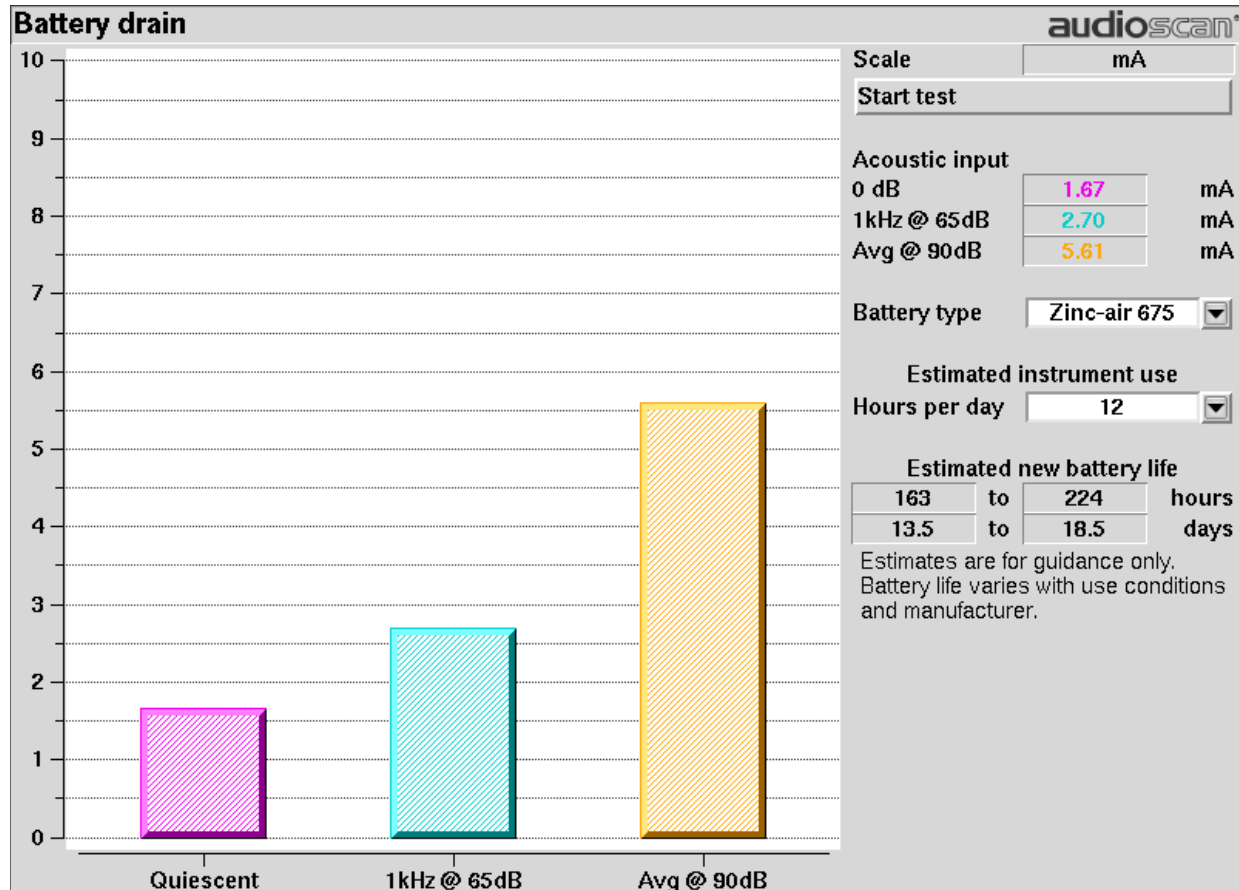 Battery drain
audioscan
10
9
8
7
6
5
4
3
2
1
0
Quiescent 1kHz @ 65dB Avg @ 90dB
Scale mA
Start test
Acoustic input
0 dB 1.67 mA
1kHz @ 65dB 2.70 mA
Avg @ 90dB 5.61 mA
Battery type Zinc-air 675
Estimated instrument use
Hours per day 12
Estimated new battery life
163 to 224 hours
13.5 to 18.5 days
Estimates are for guidance only.
Battery life varies with use conditions
and manufacturer.